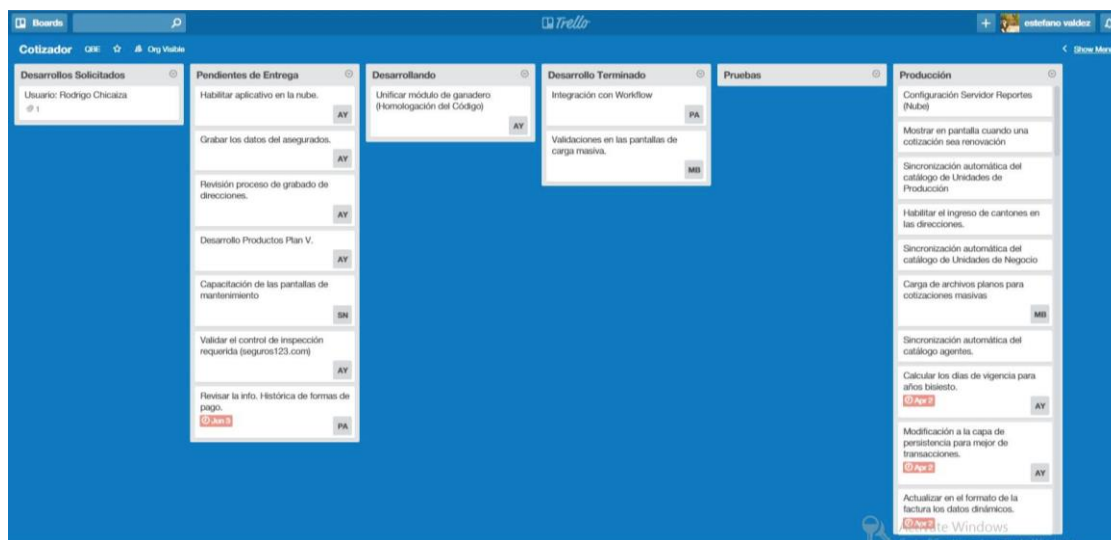 Boards
Trello
estefano valdez
Cotizador QBE Org Visible
Show Men
Desarrollos Solicitados
Usuario: Rodrigo Chicaiza
1
Pendientes de Entrega
Habilitar aplicativo en la nube.
AY
Grabar los datos del asegurados.
AY
Revisión proceso de grabado de
direcciones.
AY
Desarrollo Productos Plan V.
AY
Capacitación de las pantallas de
mantenimiento
SN
Validar el control de inspección
requerida (seguros123.com)
AY
Revisar la info. Histórica de formas de
pago.
Jun 3
PA
Desarrollando
Unificar módulo de ganadero
(Homologación del Código)
AY
Desarrollo Terminado
Integración con Workflow
PA
Validaciones en las pantallas de
carga masiva.
MB
Pruebas
Producción
Configuración Servidor Reportes
(Nube)
Mostrar en pantalla cuando una
cotización sea renovación
Sincronización automática del
catálogo de Unidades de
Producción
Habilitar el ingreso de cantones en
las direcciones.
Sincronización automática del
catálogo de Unidades de Negocio
Carga de archivos planos para
cotizaciones masivas
MB
Sincronización automática del
catálogo agentes.
Calcular los días de vigencia para
años bisiesto.
Apr 2
AY
Modificación a la capa de
persistencia para mejor de
transacciones.
Apr 2
AY
Actualizar en el formato de la
factura los datos dinámicos.
Apr 2
te Windows